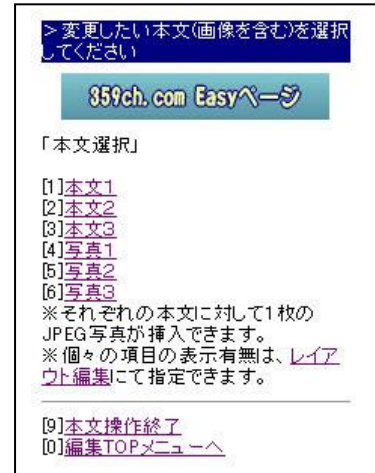 ＞変更したい本文(画像を含む)を選択
してください
359ch.com Easyページ
「本文選択」
[1]本文1
[2]本文2
[3]本文3
[4]写真1
[5]写真2
[6]写真3
※それぞれの本文に対して1枚の
JPEG写真が挿入できます。
※個々の項目の表示有無は、レイア
ウト編集にて指定できます。
[9]本文操作終了
[0]編集TOPメニューへ